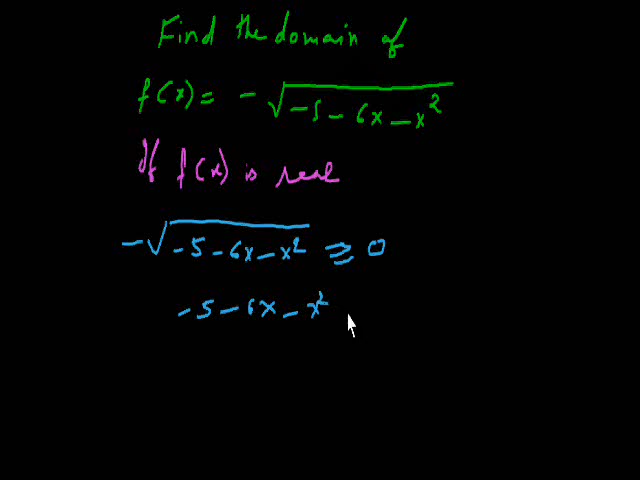 Find the domain of
f(x) = -√(-5 - 6x - x²)
If f(x) is real
-√(-5 - 6x - x²) ≥ 0
-5 - 6x - x²